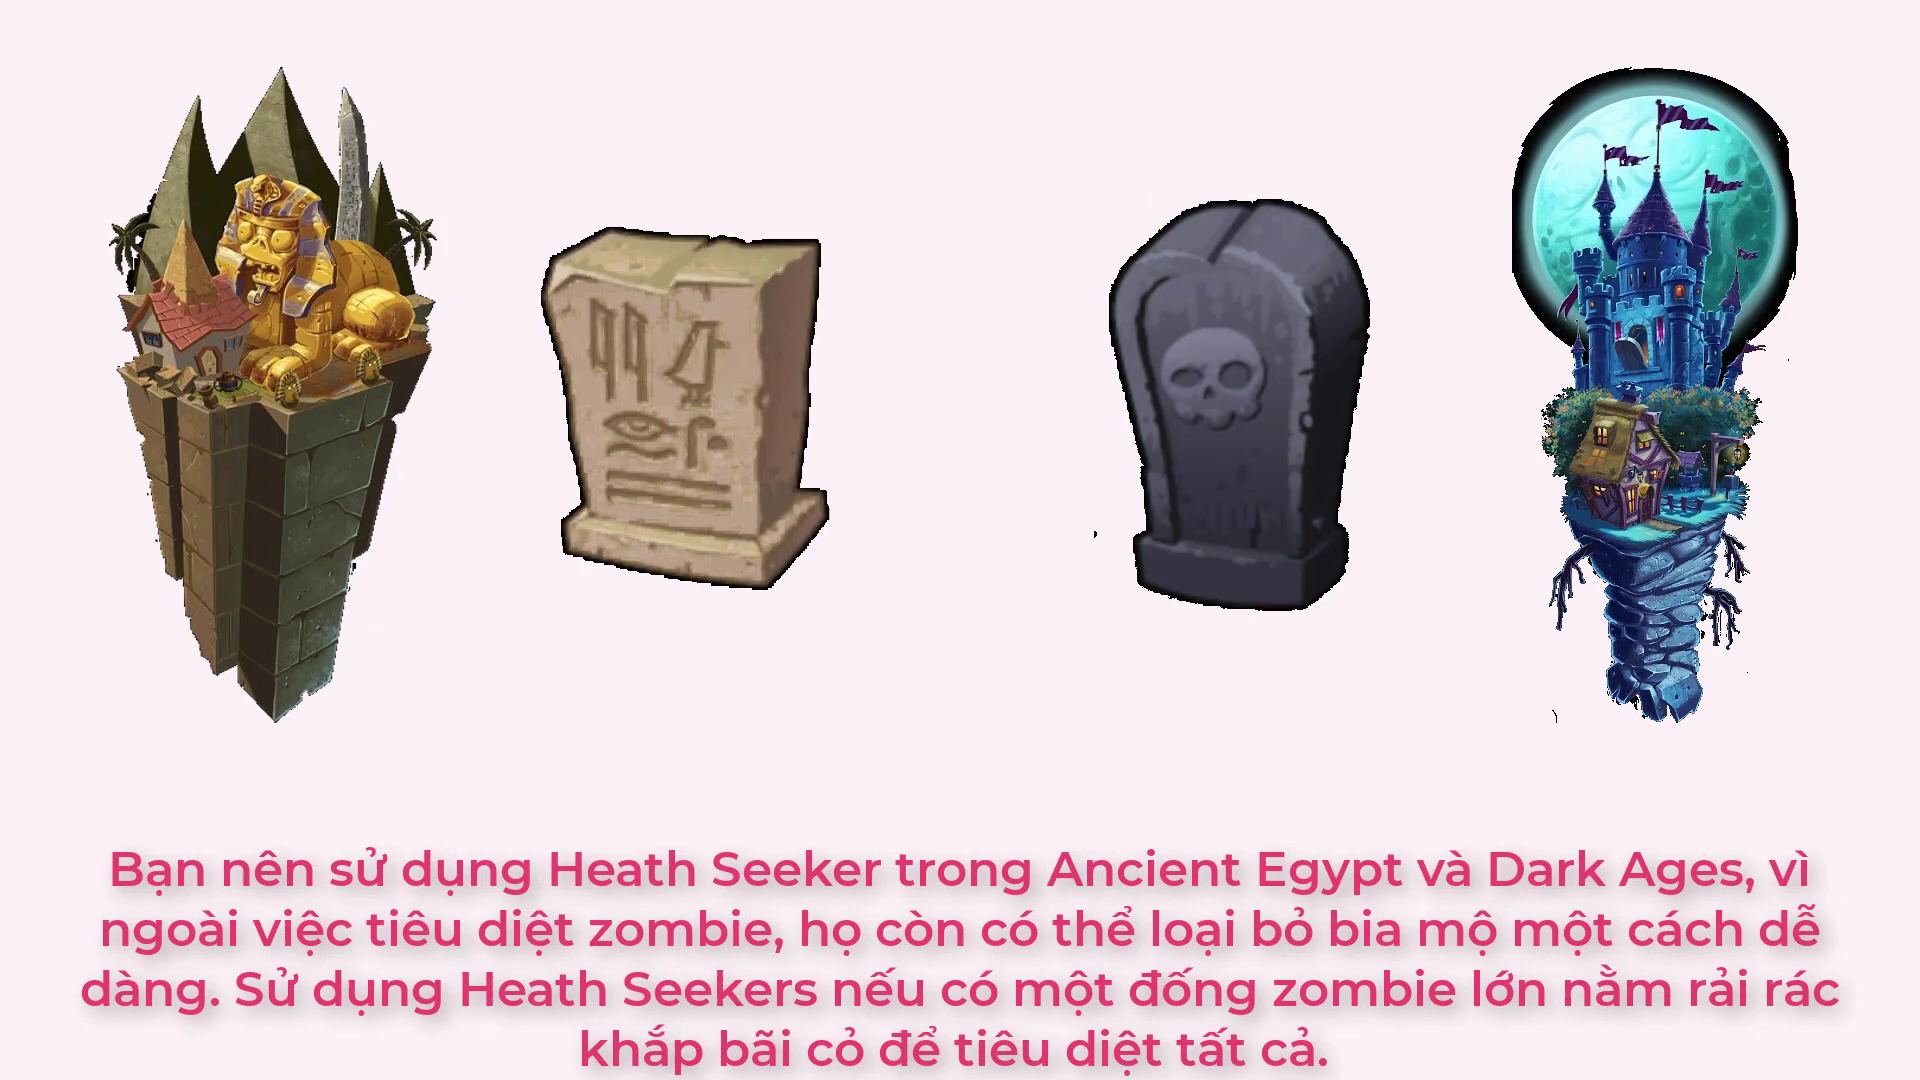 Bạn nên sử dụng Heath Seeker trong Ancient Egypt và Dark Ages, vì
ngoài việc tiêu diệt zombie, họ còn có thể loại bỏ bia mộ một cách dễ
dàng. Sử dụng Heath Seekers nếu có một đống zombie lớn nằm rải rác
khắp bãi cỏ để tiêu diệt tất cả.